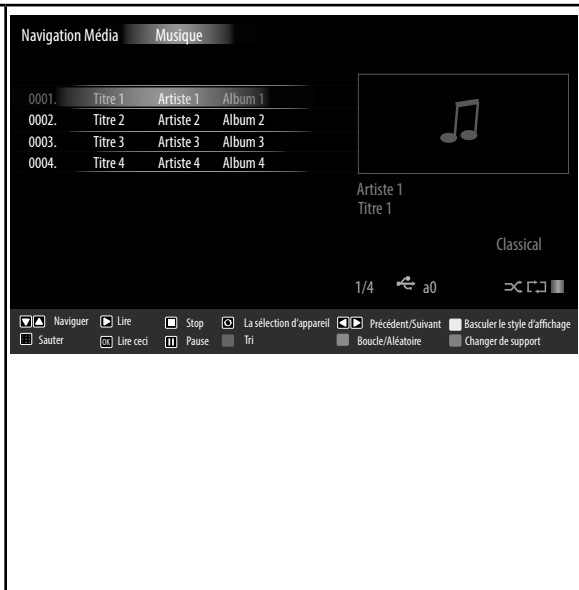 Navigation Média Musique
0001. Titre 1 Artiste 1 Album 1
0002. Titre 2 Artiste 2 Album 2
0003. Titre 3 Artiste 3 Album 3
0004. Titre 4 Artiste 4 Album 4
Artiste 1
Titre 1
Classical
1/4 a0
Naviguer Lire Stop La sélection d'appareil Précédent/Suivant Basculer le style d'affichage
Sauter OK Lire ceci Pause Tri Boucle/Aléatoire Changer de support